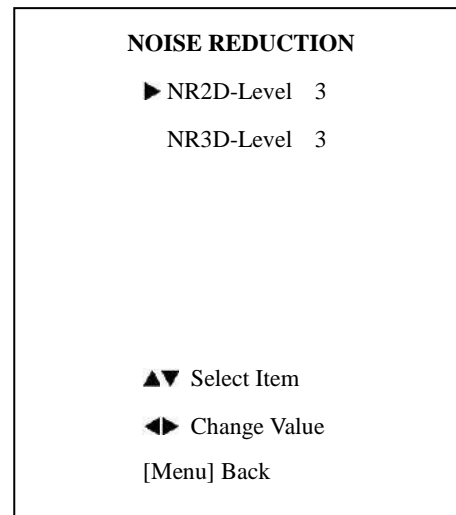 NOISE REDUCTION
▶ NR2D-Level 3
NR3D-Level 3
▲▼ Select Item
◀▶ Change Value
[Menu] Back